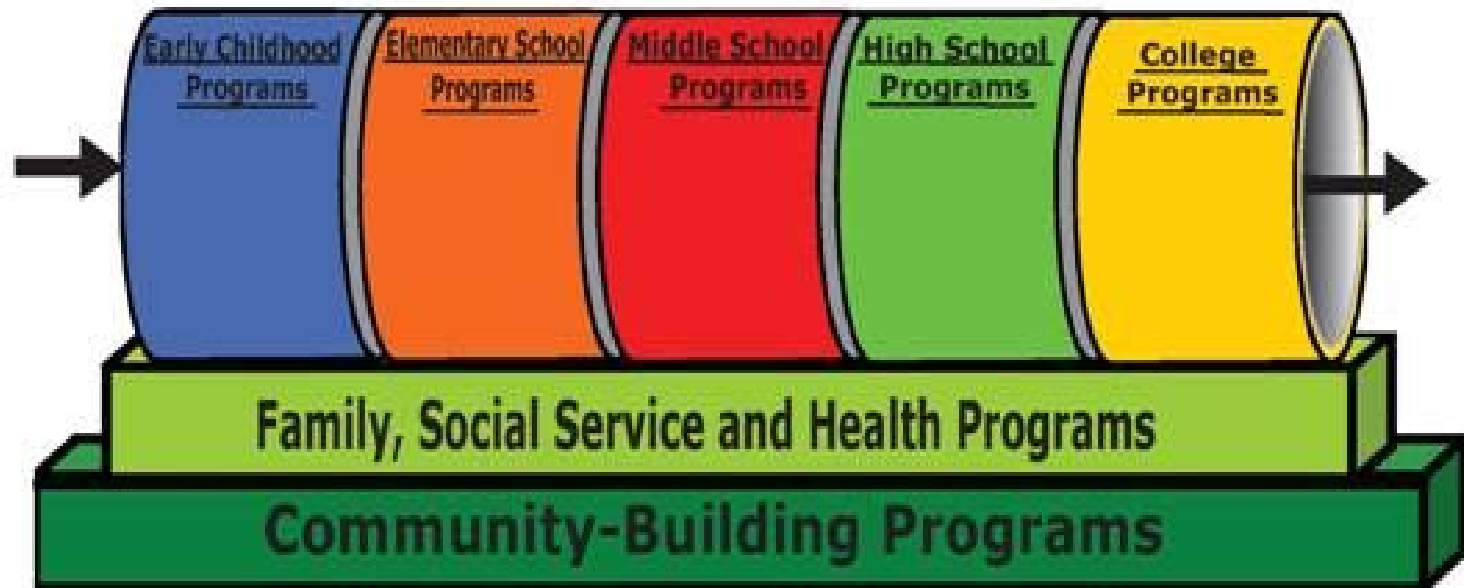 Early Childhood
Programs
Elementary School
Programs
Middle School
Programs
High School
Programs
College
Programs
Family, Social Service and Health Programs
Community-Building Programs